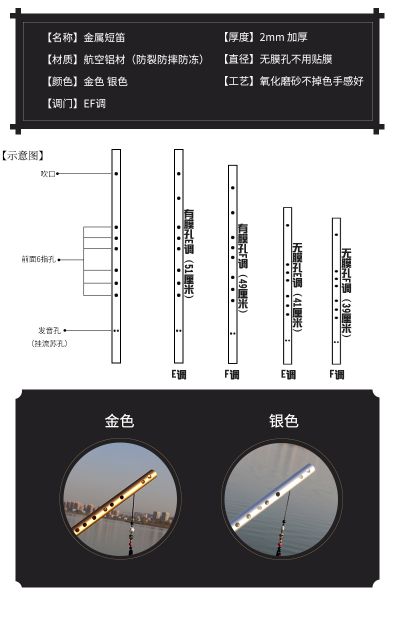 【名称】金属短笛
【厚度】2mm 加厚
【材质】航空铝材（防裂防摔防冻）
【直径】无膜孔不用贴膜
【颜色】金色 银色
【工艺】氧化磨砂不掉色手感好
【调门】EF调
【示意图】
吹口
前面6指孔
发音孔
（挂流苏孔）
有膜孔E调（51厘米）
有膜孔F调（49厘米）
无膜孔E调（41厘米）
无膜孔F调（39厘米）
E调
F调
E调
F调
金色
银色